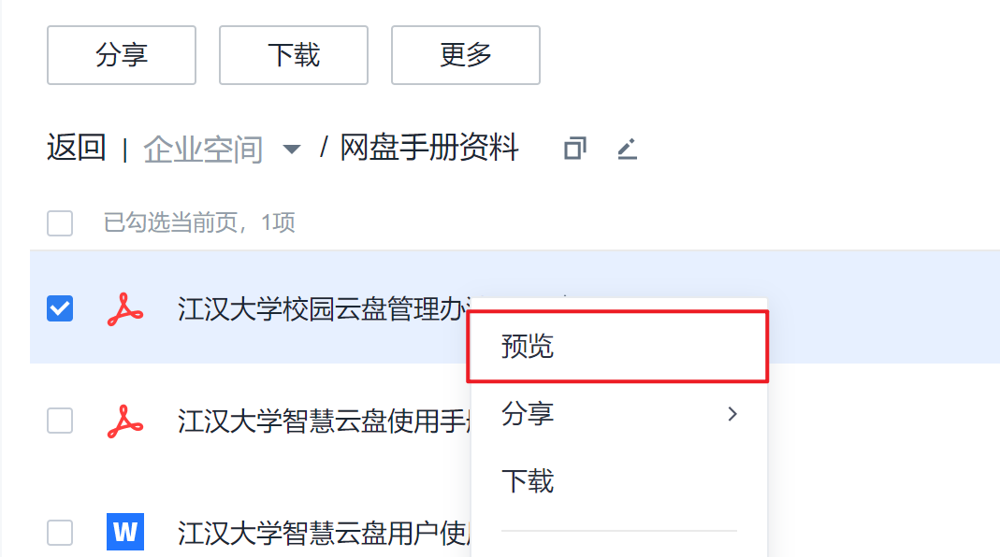 分享 下载 更多
返回 | 企业空间 / 网盘手册资料
已勾选当前页，1项
江汉大学校园云盘管理办
预览
分享
江汉大学智慧云盘使用手
下载
江汉大学智慧云盘用户使